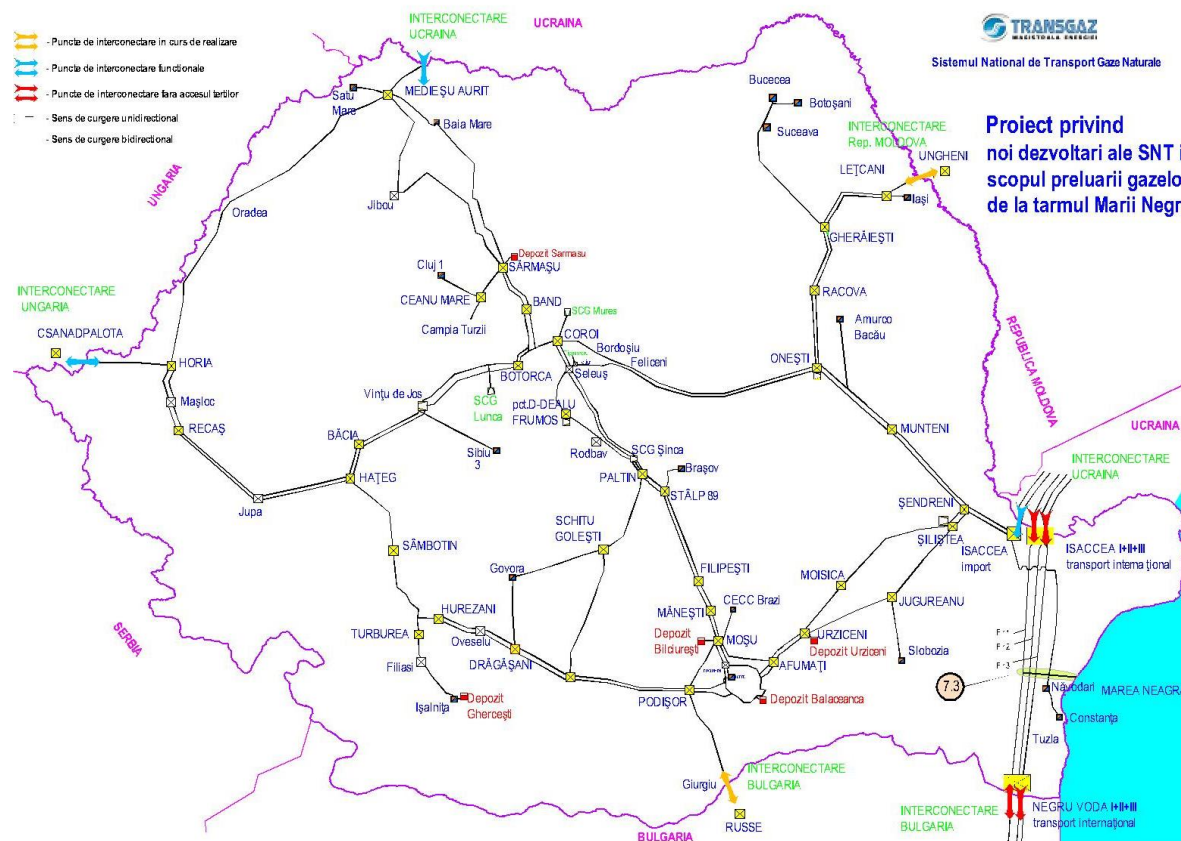 - Puncte de interconectare in curs de realizare
- Puncte de interconectare functionale
- Puncte de interconectare fara accesul tertilor
- Sens de curgere unidirectional
- Sens de curgere bidirectional
INTERCONECTARE
UCRAINA
UCRAINA
TRANSGAZ
MAGISTRALA ENERGIEI
Sistemul National de Transport Gaze Naturale
Proiect privind
noi dezvoltari ale SNT i
scopul preluarii gazelo
de la tarmul Marii Negr
MEDIEŞU AURIT
Satu
Mare
Baia Mare
Bucecea
Botoşani
Suceava
INTERCONECTARE
Rep. MOLDOVA
UNGHENI
LEŢCANI
Iaşi
UNGARIA
Oradea
Jibou
GHERĂIEŞTI
Depozit Sarmasu
SĂRMAŞU
Cluj 1
CEANU MARE
Campia Turzii
BAND
RACOVA
INTERCONECTARE
UNGARIA
CSANADPALOTA
SCG Mures
COROI
Bordoşiu
Feliceni
Amurco
Bacău
REPUBLICA MOLDOVA
HORIA
BOTORCA
Seleuş
ONEŞTI
Maşloc
RECAŞ
Vinţu de Jos
SCG
Lunca
pct.D-DEALU
FRUMOS
BĂCIA
Sibiu
3
Rodbav
SCG Şinca
MUNTENI
UCRAINA
HAŢEG
PALTIN
Braşov
STÂLP 89
INTERCONECTARE
UCRAINA
Jupa
ŞENDRENI
SCHITU
GOLEŞTI
ŞILIŞTEA
ISACCEA
import
ISACCEA I+II+III
transport internaţional
SÂMBOTIN
Govora
FILIPEŞTI
MOISICA
JUGUREANU
HUREZANI
Oveselu
MĂNEŞTI
CECC Brazi
SERBIA
TURBUREA
DRĂGĂŞANI
Depozit
Bilciureşti
MOŞU
URZICENI
Depozit Urziceni
Slobozia
F-2
F-3
Filiasi
AFUMAŢI
Işalniţa
Depozit
Gherceşti
PODIŞOR
Depozit Balaceanca
7.3
Năvodari
MAREA NEAGRA
Constanţa
Tuzla
Giurgiu
INTERCONECTARE
BULGARIA
RUSSE
BULGARIA
INTERCONECTARE
BULGARIA
NEGRU VODA I+II+III
transport internaţional